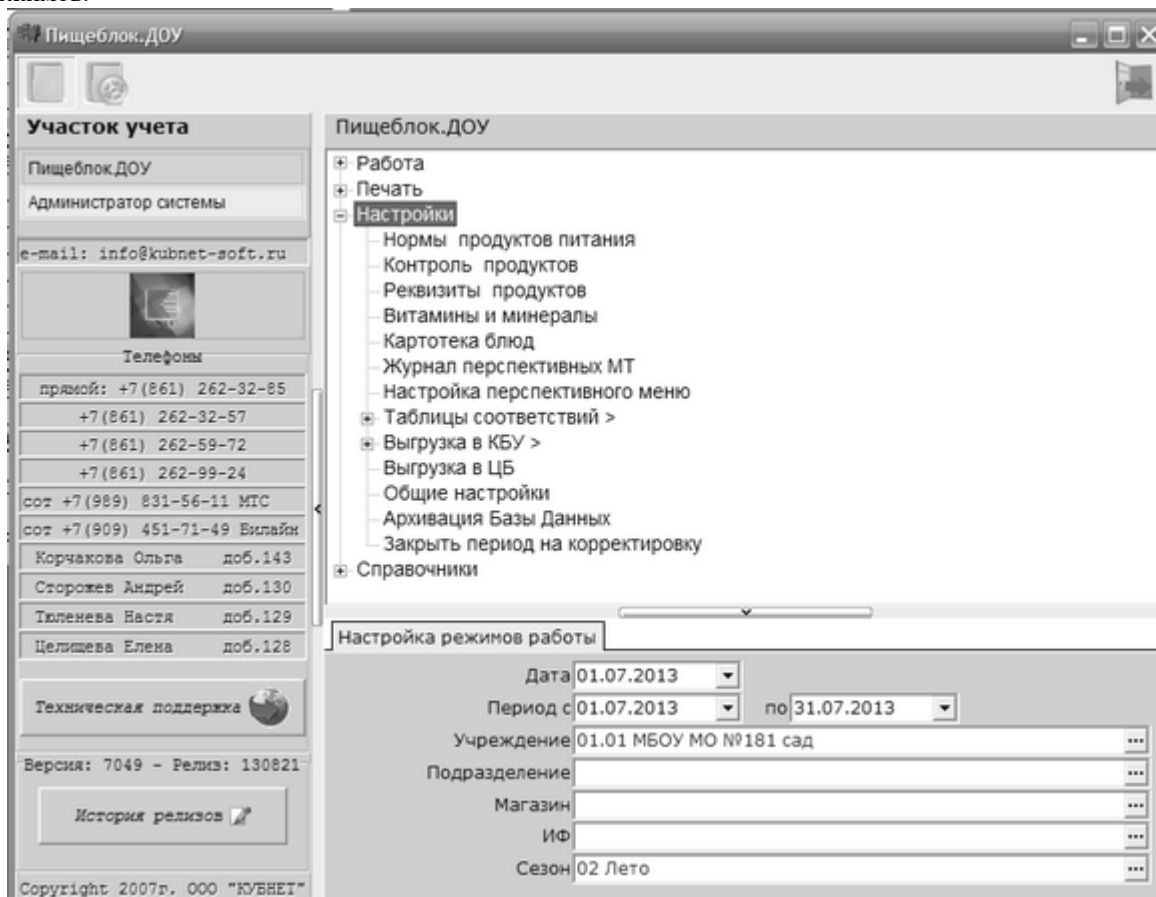 Пищеблок.ДОУ
Участок учета
Пищеблок.ДОУ
Администратор системы
e-mail: info@kubnet-soft.ru
Телефоны
прямой: +7(861) 262-32-85
+7(861) 262-32-57
+7(861) 262-59-72
+7(861) 262-99-24
сот +7(989) 831-56-11 МТС
сот +7(909) 451-71-49 Билайн
Корчакова Ольга доб.143
Сторожев Андрей доб.130
Тюленева Настя доб.129
Целищева Елена доб.128
Техническая поддержка
Версия: 7049 - Релиз: 130821
История релизов
Copyright 2007г. ООО "КУБНЕТ"
Пищеблок.ДОУ
Работа
Печать
Настройки
Нормы продуктов питания
Контроль продуктов
Реквизиты продуктов
Витамины и минералы
Картотека блюд
Журнал перспективных МТ
Настройка перспективного меню
Таблицы соответствий >
Выгрузка в КБУ >
Выгрузка в ЦБ
Общие настройки
Архивация Базы Данных
Закрыть период на корректировку
Справочники
Настройка режимов работы
Дата 01.07.2013
Период с 01.07.2013 по 31.07.2013
Учреждение 01.01 МБОУ МО №181 сад
Подразделение
Магазин
ИФ
Сезон 02 Лето